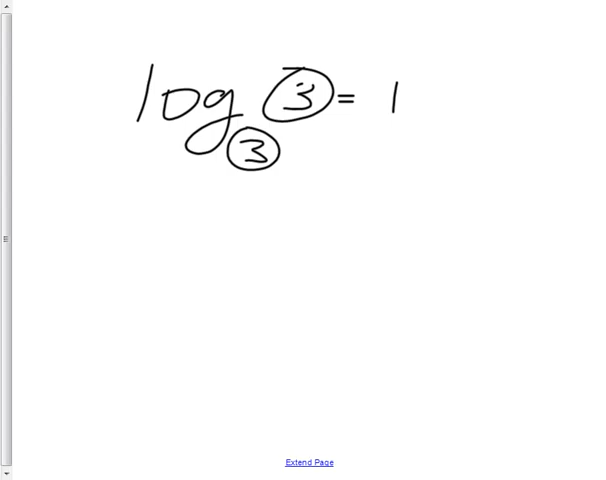 log₃ 3 = 1
Extend Page